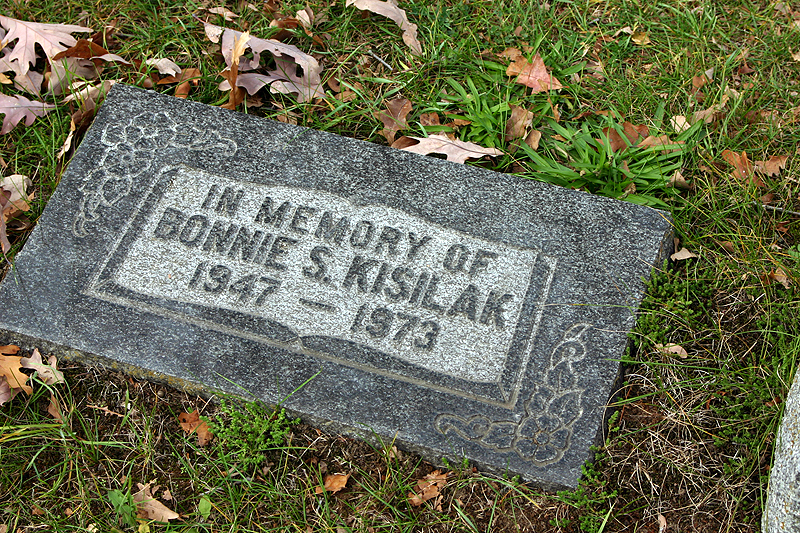 IN MEMORY OF
BONNIE S. KISILAK
1947 — 1973